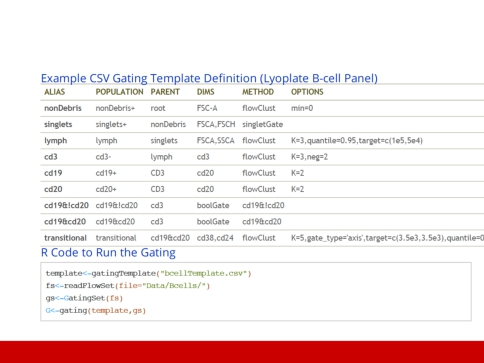 Example CSV Gating Template Definition (Lyoplate B-cell Panel)
ALIAS POPULATION PARENT DIMS METHOD OPTIONS
nonDebris nonDebris+ root FSC-A flowClust min=0
singlets singlets+ nonDebris FSCA,FSCH singletGate
lymph lymph singlets FSCA,SSCA flowClust K=3,quantile=0.95,target=c(1e5,5e4)
cd3 cd3- lymph cd3 flowClust K=3,neg=2
cd19 cd19+ CD3 cd20 flowClust K=2
cd20 cd20+ CD3 cd20 flowClust K=2
cd19&!cd20 cd19&!cd20 cd3 boolGate cd19&!cd20
cd19&cd20 cd19&cd20 cd3 boolGate cd19&cd20
transitional transitional cd19&cd20 cd38,cd24 flowClust K=5,gate_type='axis',target=c(3.5e3,3.5e3),quantile=0
R Code to Run the Gating
template<-gatingTemplate("bcellTemplate.csv")
fs<-readFlowSet(file="Data/Bcells/")
gs<-GatingSet(fs)
G<-gating(template,gs)